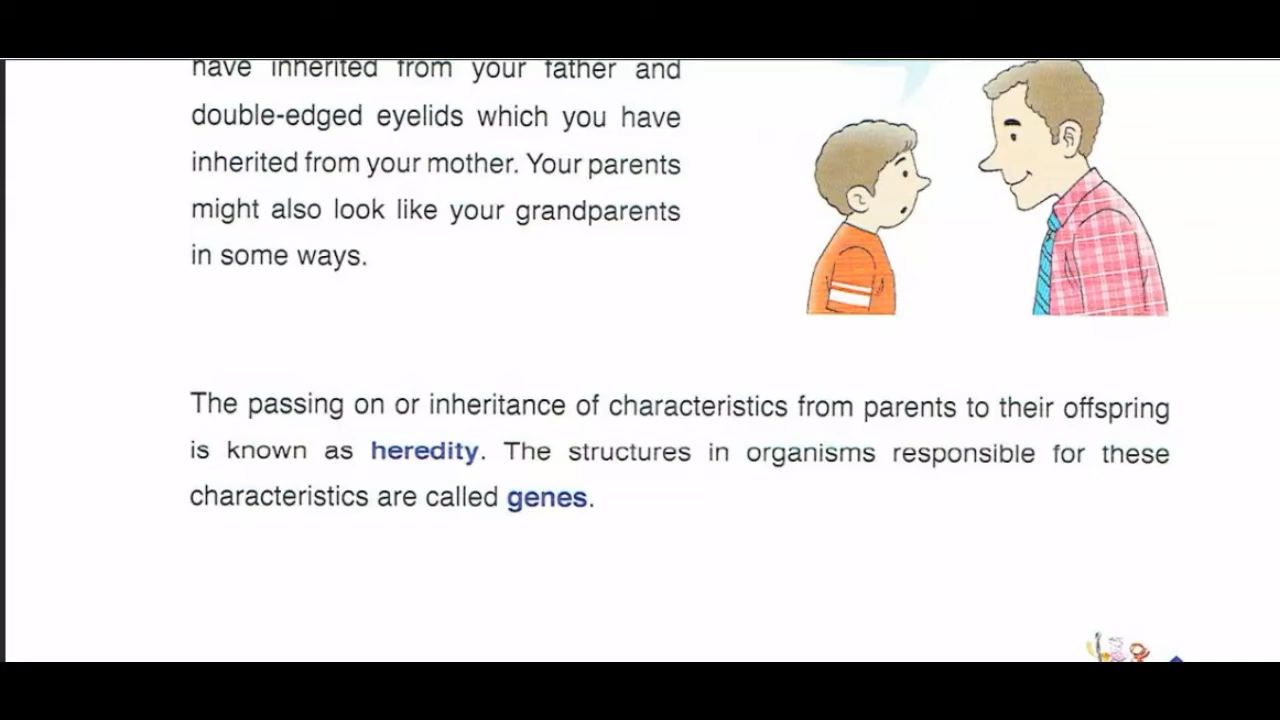 have inherited from your father and
double-edged eyelids which you have
inherited from your mother. Your parents
might also look like your grandparents
in some ways.
The passing on or inheritance of characteristics from parents to their offspring
is known as heredity. The structures in organisms responsible for these
characteristics are called genes.